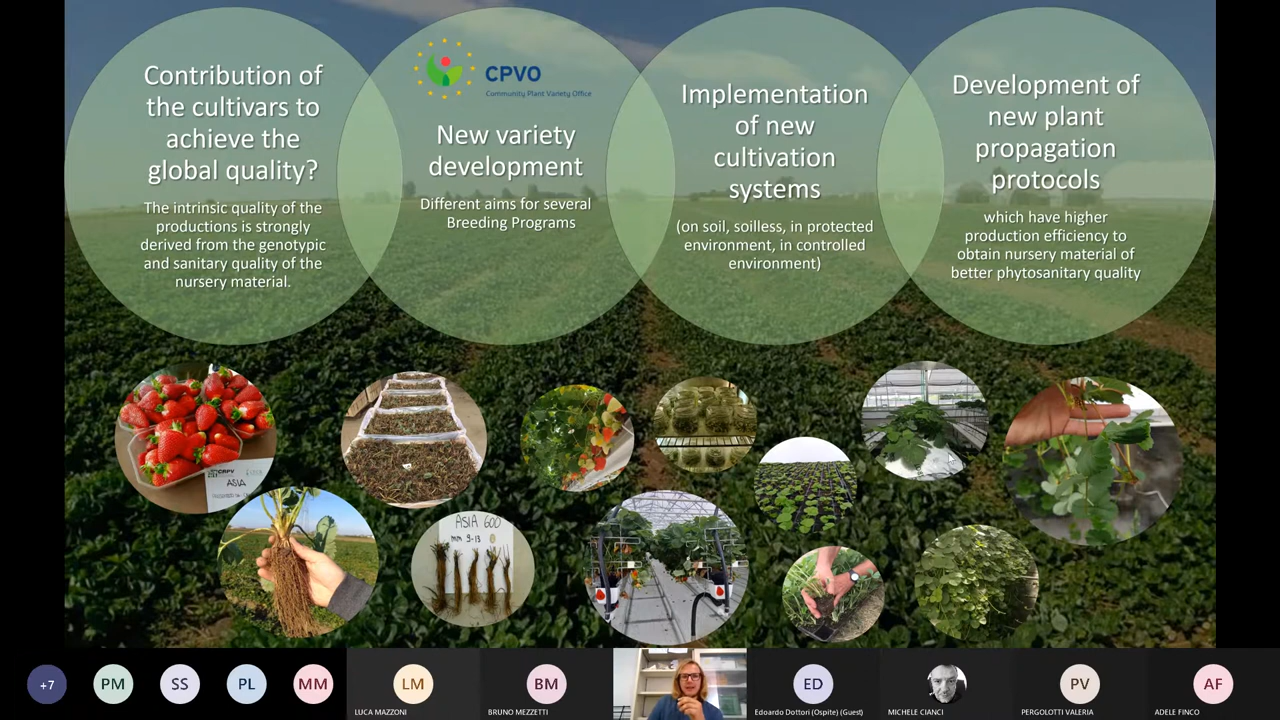 Contribution of
the cultivars to
achieve the
global quality?
The intrinsic quality of the
productions is strongly
derived from the genotypic
and sanitary quality of the
nursery material.
CPVO
Community Plant Variety Office
New variety
development
Different aims for several
Breeding Programs
Implementation
of new
cultivation
systems
(on soil, soilless, in protected
environment, in controlled
environment)
Development of
new plant
propagation
protocols
which have higher
production efficiency to
obtain nursery material of
better phytosanitary quality
CRPV
ASIA
ASIA 600
mm 9-13
+7
PM
SS
PL
MM
LM
LUCA MAZZONI
BM
BRUNO MEZZETTI
ED
Edoardo Dottori (Ospite) (Guest)
MICHELE CIANCI
PV
PERGOLOTTI VALERIA
AF
ADELE FINCO